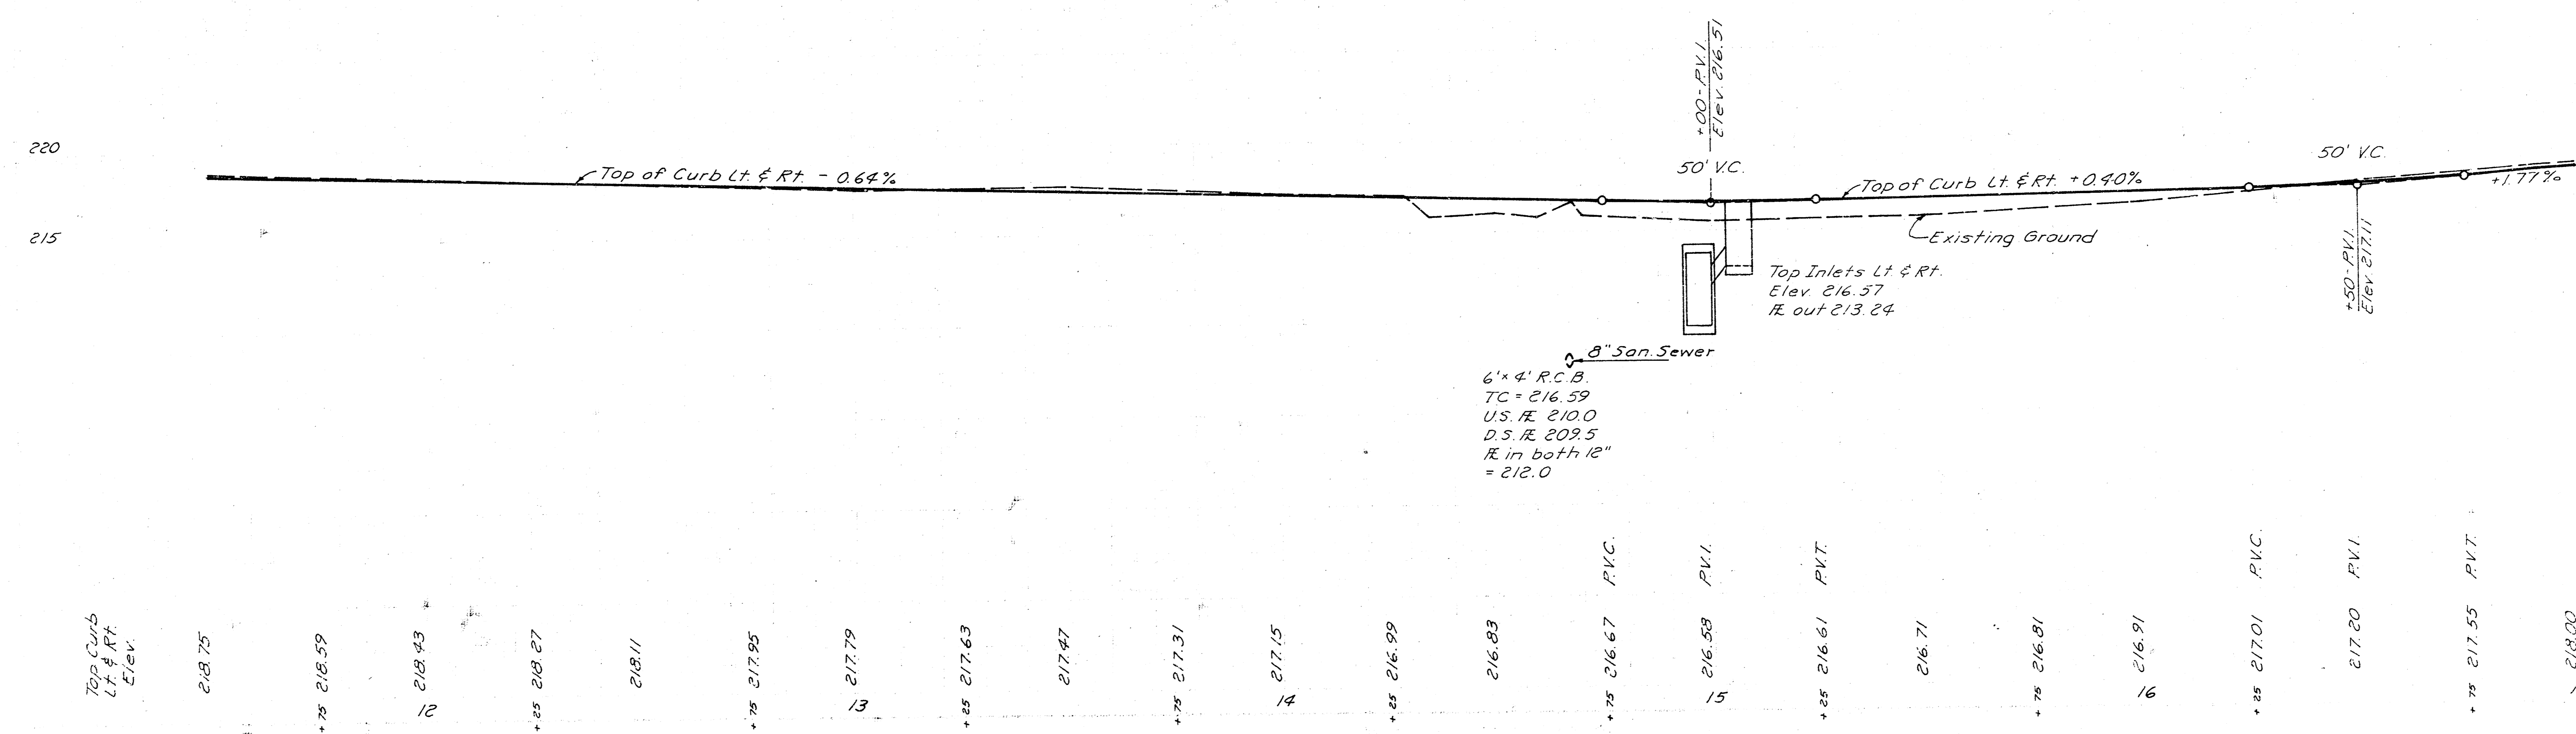 +00 - P.V.I.
Elev. 216.51
220
Top of Curb Lt. & Rt. - 0.64%
50' V.C.
Top of Curb Lt. & Rt. +0.40%
50' V.C.
+1.77%
215
Existing Ground
+50 - P.V.I.
Elev. 217.11
Top Inlets Lt. & Rt.
Elev. 216.57
FL out 213.24
8" San. Sewer
6' x 4' R.C.B.
TC = 216.59
U.S. FL 210.0
D.S. FL 209.5
FL in both 12"
= 212.0
P.V.C.
P.V.I.
P.V.T.
P.V.C.
P.V.I.
P.V.T.
Top Curb
Lt. & Rt.
Elev.
218.75
218.59
218.43
218.27
218.11
217.95
217.79
217.63
217.47
217.31
217.15
216.99
216.83
216.67
216.58
216.61
216.71
216.81
216.91
217.01
217.20
217.55
218.00
+ 75
12
+ 25
+ 75
13
+ 25
+ 75
14
+ 25
+ 75
15
+ 25
+ 75
16
+ 25
+ 75